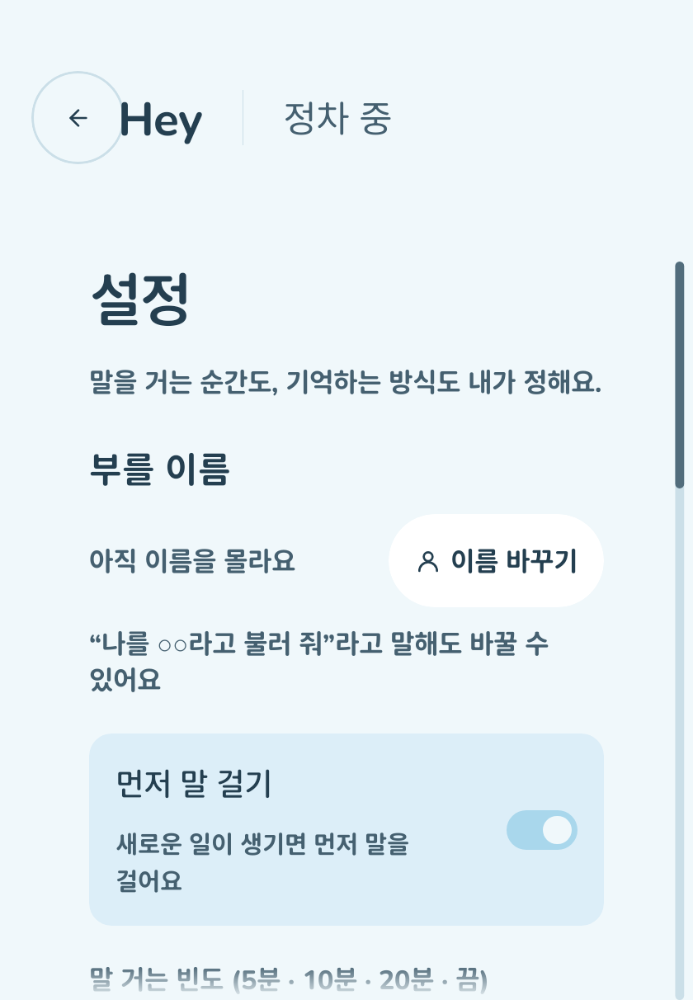 Hey 정차 중
설정
말을 거는 순간도, 기억하는 방식도 내가 정해요.
부를 이름
아직 이름을 몰라요 이름 바꾸기
“나를 ○○라고 불러 줘”라고 말해도 바꿀 수
있어요
먼저 말 걸기
새로운 일이 생기면 먼저 말을
걸어요
말 거는 빈도 (5분 · 10분 · 20분 · 끔)